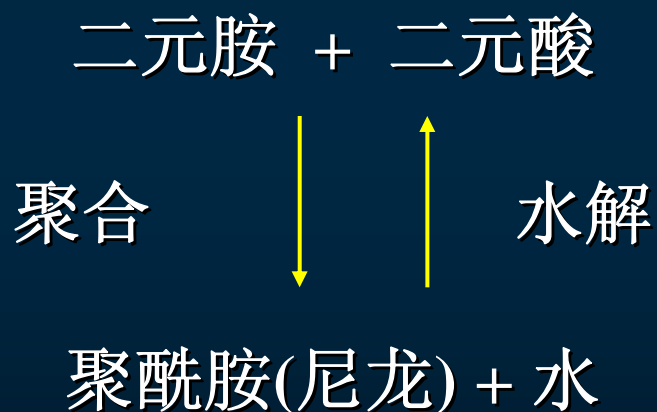 二元胺 + 二元酸
聚合 水解
聚酰胺(尼龙) + 水